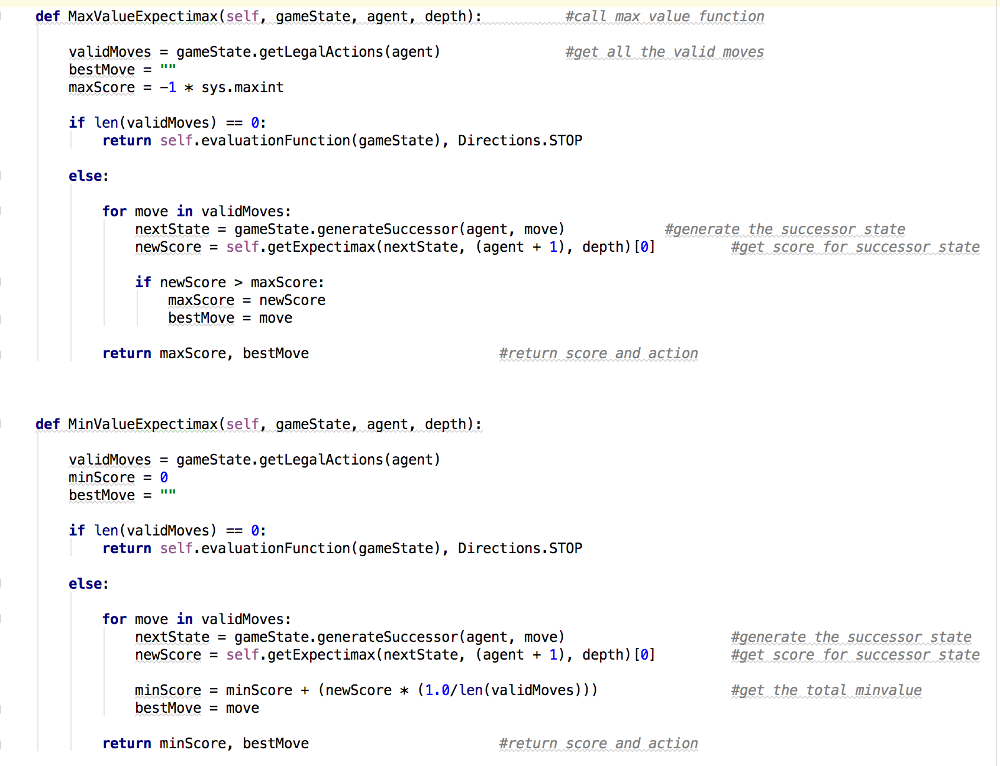 def MaxValueExpectimax(self, gameState, agent, depth):          #call max value function
validMoves = gameState.getLegalActions(agent)               #get all the valid moves
bestMove = ""
maxScore = -1 * sys.maxint
if len(validMoves) == 0:
return self.evaluationFunction(gameState), Directions.STOP
else:
for move in validMoves:
nextState = gameState.generateSuccessor(agent, move)            #generate the successor state
newScore = self.getExpectimax(nextState, (agent + 1), depth)[0]         #get score for successor state
if newScore > maxScore:
maxScore = newScore
bestMove = move
return maxScore, bestMove                       #return score and action
def MinValueExpectimax(self, gameState, agent, depth):
validMoves = gameState.getLegalActions(agent)
minScore = 0
bestMove = ""
if len(validMoves) == 0:
return self.evaluationFunction(gameState), Directions.STOP
else:
for move in validMoves:
nextState = gameState.generateSuccessor(agent, move)                    #generate the successor state
newScore = self.getExpectimax(nextState, (agent + 1), depth)[0]         #get score for successor state
minScore = minScore + (newScore * (1.0/len(validMoves)))                #get the total minvalue
bestMove = move
return minScore, bestMove                       #return score and action